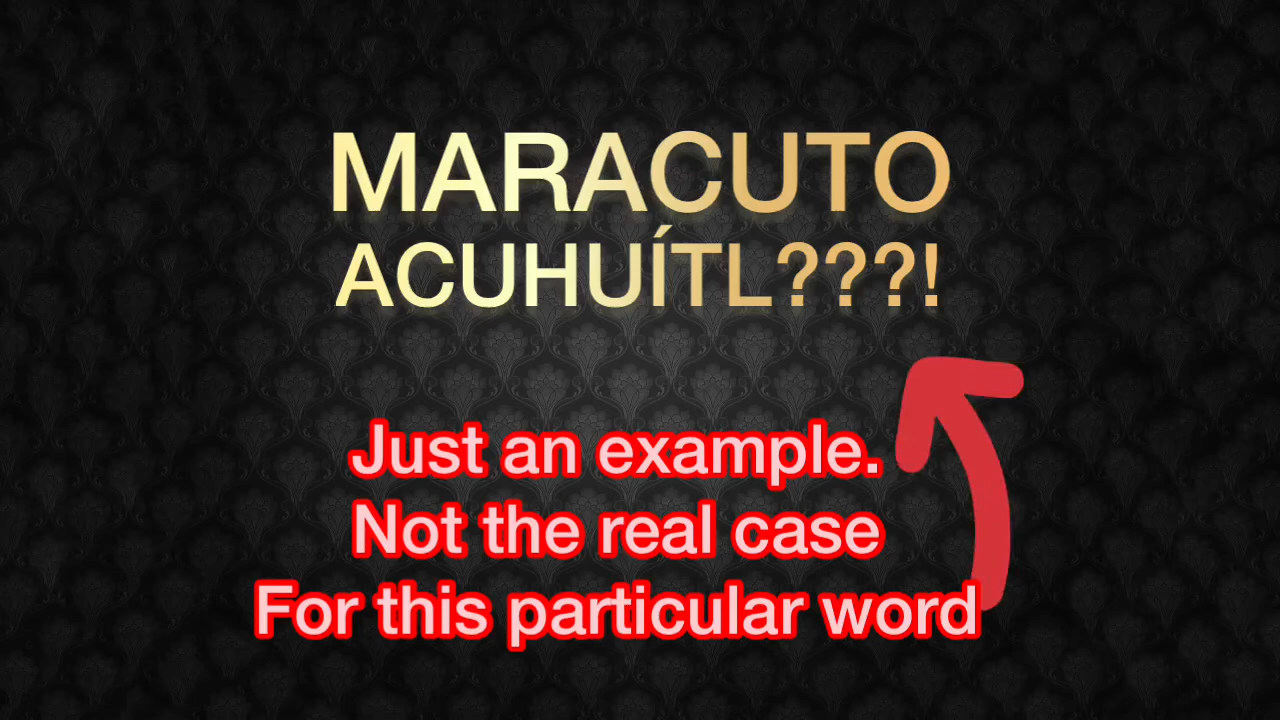 MARACUTO
ACUHUÍTL???!
Just an example.
Not the real case
For this particular word